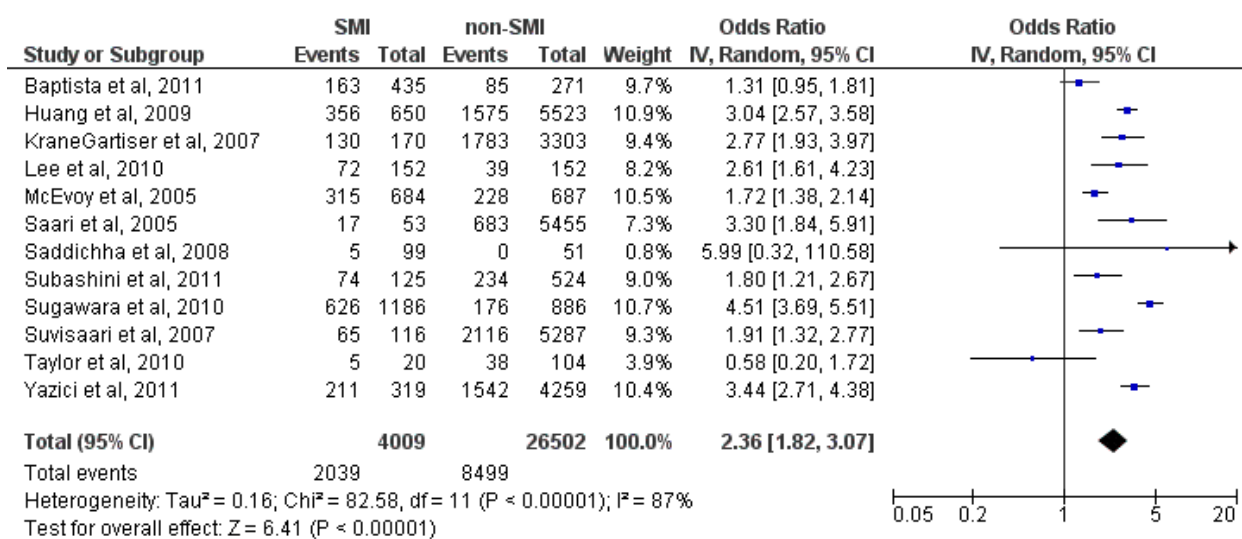 SMI non-SMI Odds Ratio Odds Ratio
Study or Subgroup Events Total Events Total Weight IV, Random, 95% CI IV, Random, 95% CI
Baptista et al, 2011 163 435 85 271 9.7% 1.31 [0.95, 1.81]
Huang et al, 2009 356 650 1575 5523 10.9% 3.04 [2.57, 3.58]
KraneGartiser et al, 2007 130 170 1783 3303 9.4% 2.77 [1.93, 3.97]
Lee et al, 2010 72 152 39 152 8.2% 2.61 [1.61, 4.23]
McEvoy et al, 2005 315 684 228 687 10.5% 1.72 [1.38, 2.14]
Saari et al, 2005 17 53 683 5455 7.3% 3.30 [1.84, 5.91]
Saddichha et al, 2008 5 99 0 51 0.8% 5.99 [0.32, 110.58]
Subashini et al, 2011 74 125 234 524 9.0% 1.80 [1.21, 2.67]
Sugawara et al, 2010 626 1186 176 886 10.7% 4.51 [3.69, 5.51]
Suvisaari et al, 2007 65 116 2116 5287 9.3% 1.91 [1.32, 2.77]
Taylor et al, 2010 5 20 38 104 3.9% 0.58 [0.20, 1.72]
Yazici et al, 2011 211 319 1542 4259 10.4% 3.44 [2.71, 4.38]
Total (95% CI) 4009 26502 100.0% 2.36 [1.82, 3.07]
Total events 2039 8499
Heterogeneity: Tau² = 0.16; Chi² = 82.58, df = 11 (P < 0.00001); I² = 87%
Test for overall effect: Z = 6.41 (P < 0.00001)
0.05 0.2 1 5 20